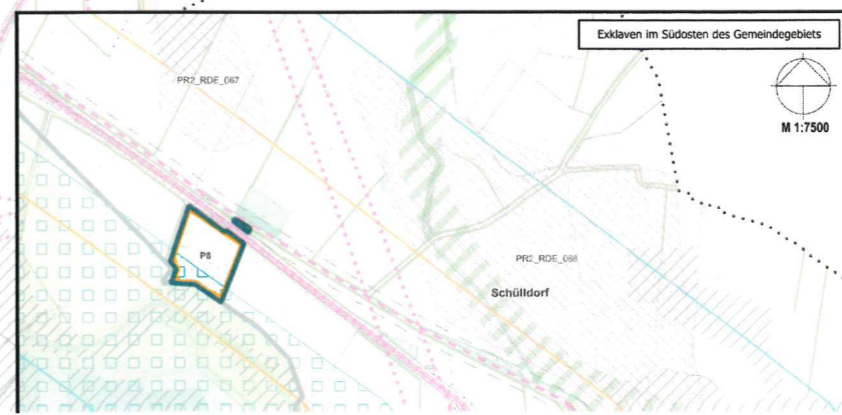 Exklaven im Südosten des Gemeindegebiets
M 1:7500
PR2_RDE_067
P8
PR2_RDE_068
Schülldorf